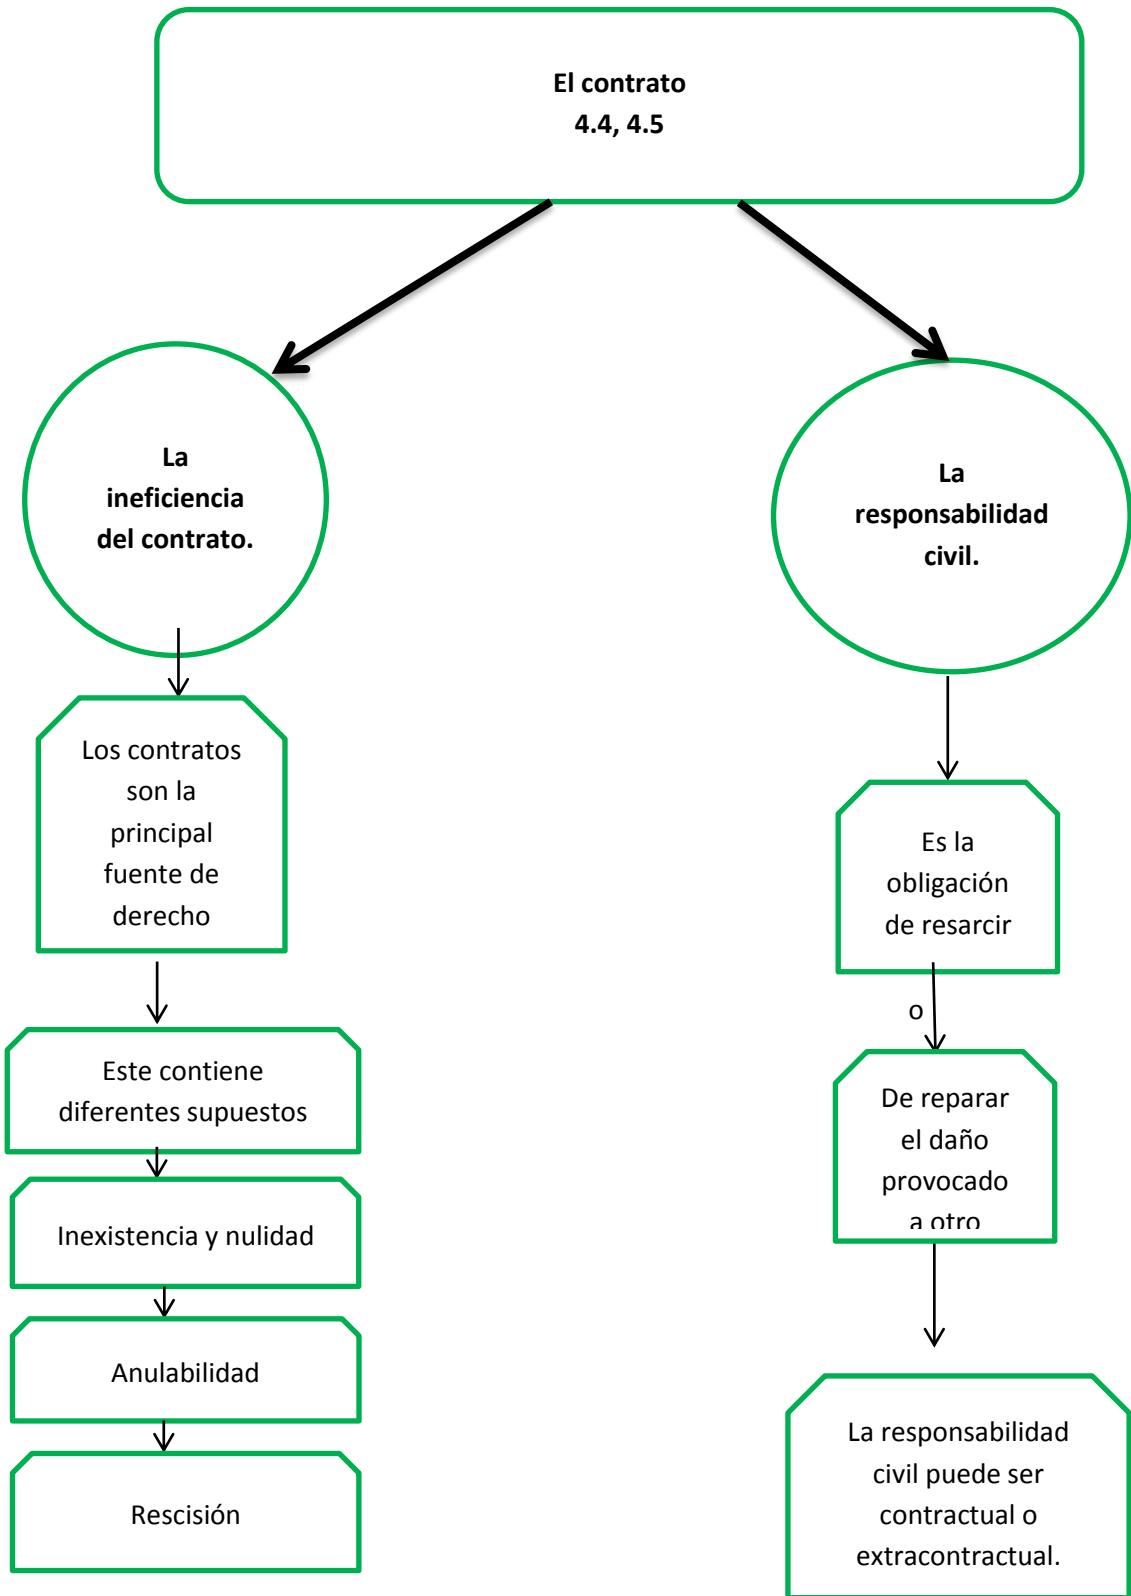 El contrato
4.4, 4.5
La
ineficiencia
del contrato.
Los contratos
son la
principal
fuente de
derecho
Este contiene
diferentes supuestos
Inexistencia y nulidad
Anulabilidad
Rescisión
La
responsabilidad
civil.
Es la
obligación
de resarcir
o
De reparar
el daño
provocado
a otro
La responsabilidad
civil puede ser
contractual o
extracontractual.